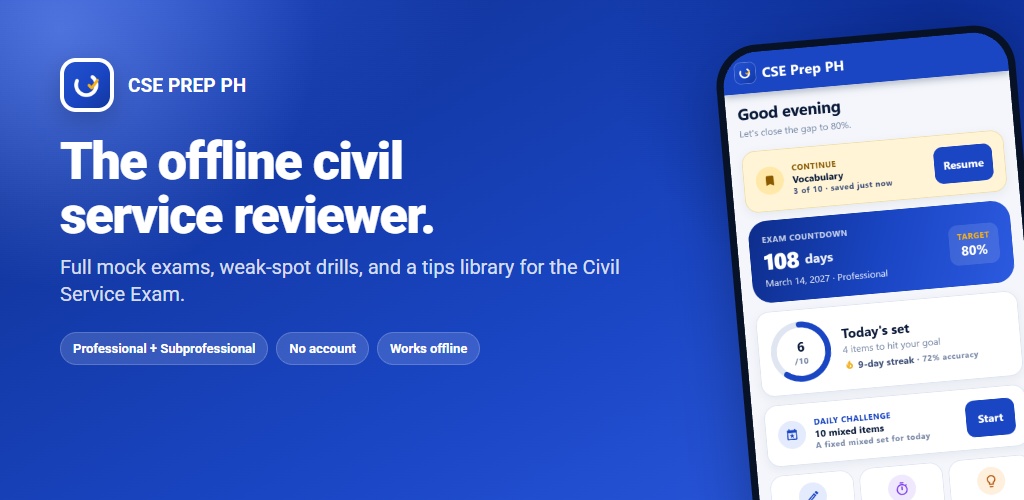 CSE PREP PH
The offline civil
service reviewer.
Full mock exams, weak-spot drills, and a tips library for the Civil
Service Exam.
Professional + Subprofessional
No account
Works offline
CSE Prep PH
Good evening
Let's close the gap to 80%.
CONTINUE
Vocabulary
3 of 10 · saved just now
Resume
EXAM COUNTDOWN
108 days
March 14, 2027 · Professional
TARGET
80%
6
/10
Today's set
4 items to hit your goal
9-day streak · 72% accuracy
DAILY CHALLENGE
10 mixed items
A fixed mixed set for today
Start